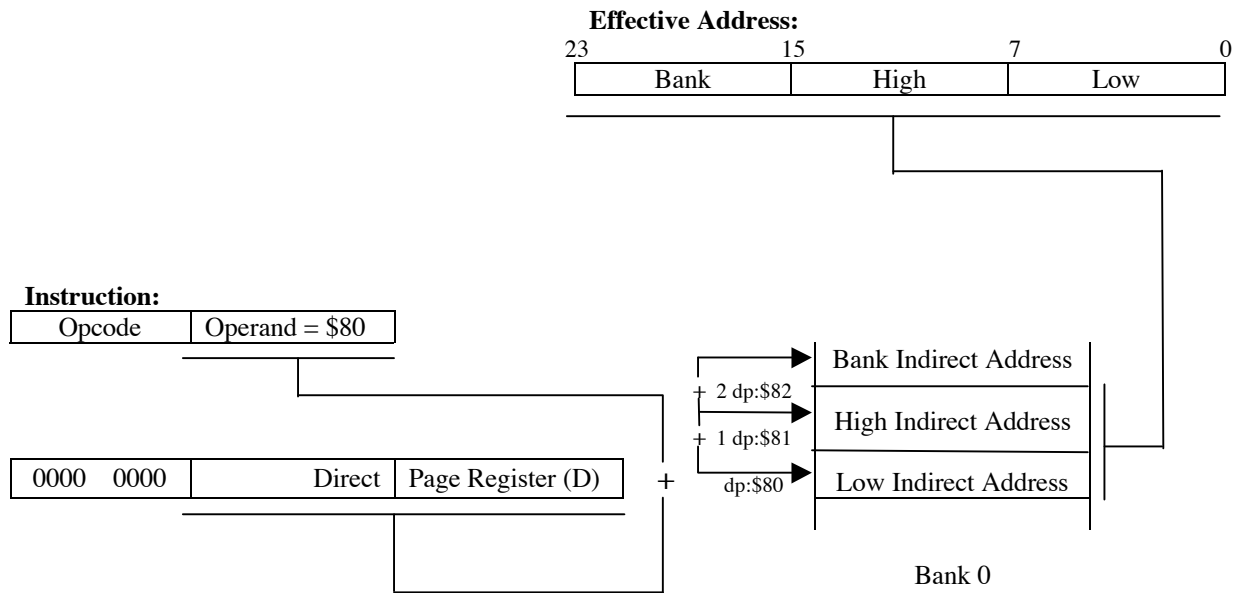 Effective Address:
23 15 7 0
Bank High Low
Instruction:
Opcode Operand = $80
Bank Indirect Address
+ 2 dp:$82
High Indirect Address
+ 1 dp:$81
0000 0000 Direct Page Register (D) +
dp:$80
Low Indirect Address
Bank 0